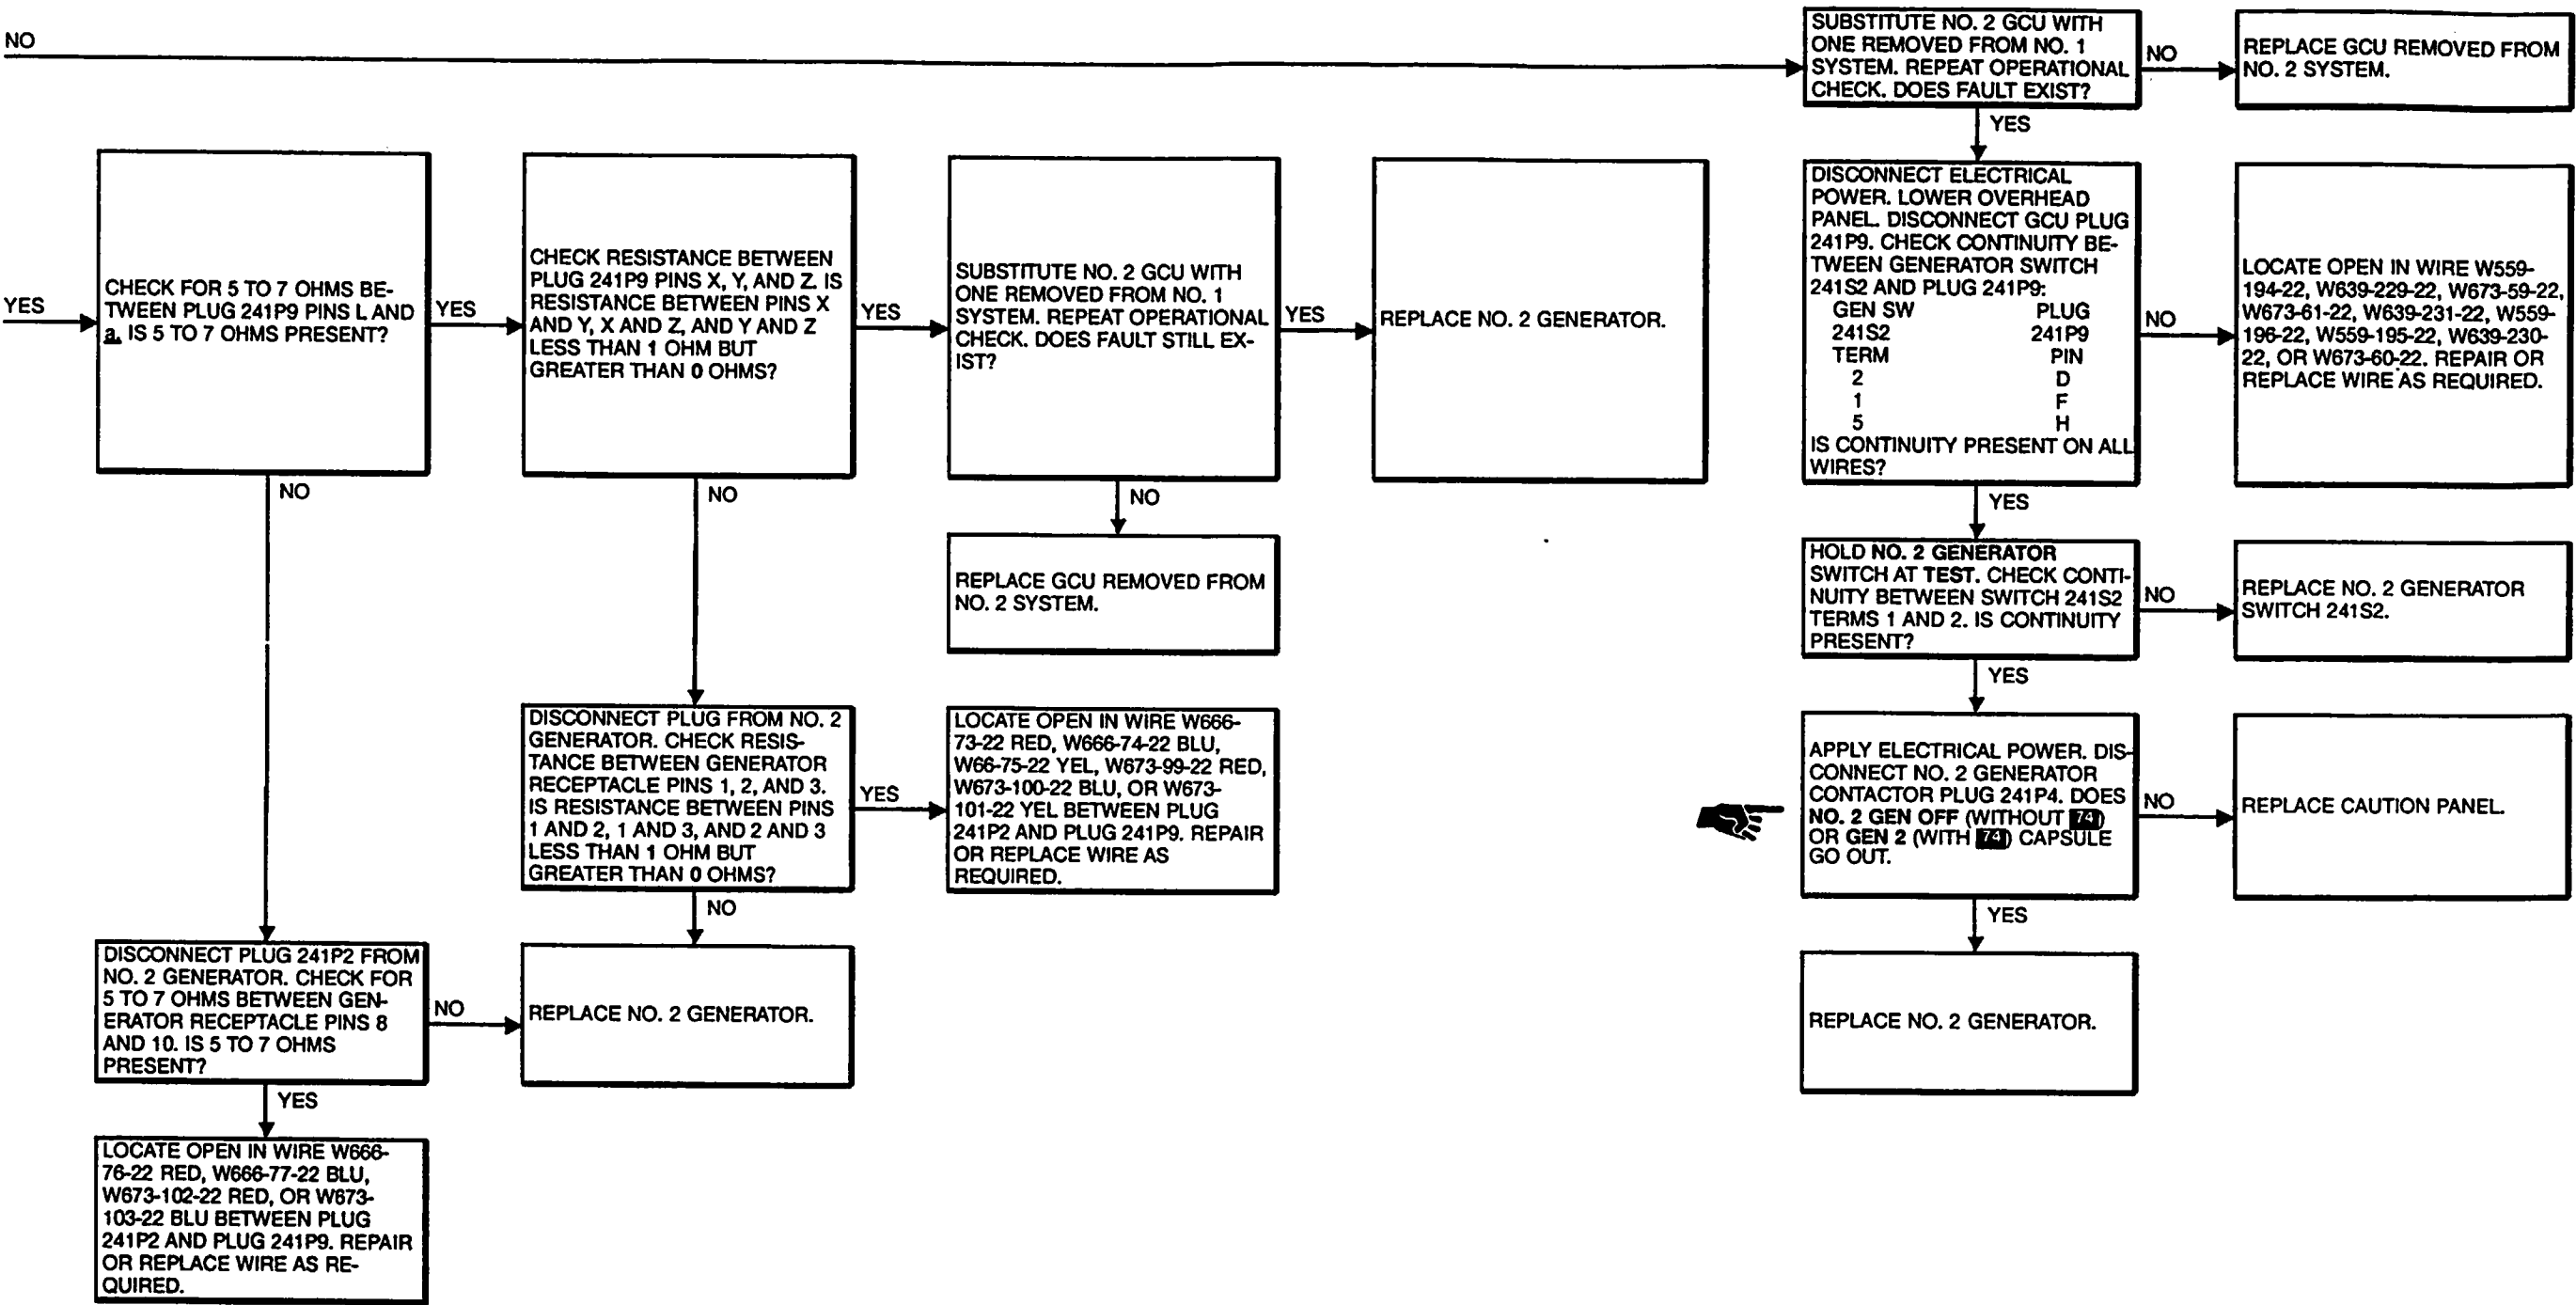 NO
SUBSTITUTE NO. 2 GCU WITH
ONE REMOVED FROM NO. 1
SYSTEM. REPEAT OPERATIONAL
CHECK. DOES FAULT EXIST?
NO
REPLACE GCU REMOVED FROM
NO. 2 SYSTEM.
YES
YES
CHECK FOR 5 TO 7 OHMS BE-
TWEEN PLUG 241P9 PINS L AND
a. IS 5 TO 7 OHMS PRESENT?
YES
CHECK RESISTANCE BETWEEN
PLUG 241P9 PINS X, Y, AND Z. IS
RESISTANCE BETWEEN PINS X
AND Y, X AND Z, AND Y AND Z
LESS THAN 1 OHM BUT
GREATER THAN 0 OHMS?
YES
SUBSTITUTE NO. 2 GCU WITH
ONE REMOVED FROM NO. 1
SYSTEM. REPEAT OPERATIONAL
CHECK. DOES FAULT STILL EX-
IST?
YES
REPLACE NO. 2 GENERATOR.
DISCONNECT ELECTRICAL
POWER. LOWER OVERHEAD
PANEL. DISCONNECT GCU PLUG
241P9. CHECK CONTINUITY BE-
TWEEN GENERATOR SWITCH
241S2 AND PLUG 241P9:
GEN SW PLUG
241S2 241P9
TERM PIN
2 D
1 F
5 H
IS CONTINUITY PRESENT ON ALL
WIRES?
NO
LOCATE OPEN IN WIRE W559-
194-22, W639-229-22, W673-59-22,
W673-61-22, W639-231-22, W559-
196-22, W559-195-22, W639-230-
22, OR W673-60-22. REPAIR OR
REPLACE WIRE AS REQUIRED.
NO
NO
NO
YES
REPLACE GCU REMOVED FROM
NO. 2 SYSTEM.
HOLD NO. 2 GENERATOR
SWITCH AT TEST. CHECK CONTI-
NUITY BETWEEN SWITCH 241S2
TERMS 1 AND 2. IS CONTINUITY
PRESENT?
NO
REPLACE NO. 2 GENERATOR
SWITCH 241S2.
YES
DISCONNECT PLUG FROM NO. 2
GENERATOR. CHECK RESIS-
TANCE BETWEEN GENERATOR
RECEPTACLE PINS 1, 2, AND 3.
IS RESISTANCE BETWEEN PINS
1 AND 2, 1 AND 3, AND 2 AND 3
LESS THAN 1 OHM BUT
GREATER THAN 0 OHMS?
YES
LOCATE OPEN IN WIRE W666-
73-22 RED, W666-74-22 BLU,
W66-75-22 YEL, W673-99-22 RED,
W673-100-22 BLU, OR W673-
101-22 YEL BETWEEN PLUG
241P2 AND PLUG 241P9. REPAIR
OR REPLACE WIRE AS
REQUIRED.
APPLY ELECTRICAL POWER. DIS-
CONNECT NO. 2 GENERATOR
CONTACTOR PLUG 241P4. DOES
NO. 2 GEN OFF (WITHOUT 74)
OR GEN 2 (WITH 74) CAPSULE
GO OUT.
NO
REPLACE CAUTION PANEL.
NO
YES
DISCONNECT PLUG 241P2 FROM
NO. 2 GENERATOR. CHECK FOR
5 TO 7 OHMS BETWEEN GEN-
ERATOR RECEPTACLE PINS 8
AND 10. IS 5 TO 7 OHMS
PRESENT?
NO
REPLACE NO. 2 GENERATOR.
REPLACE NO. 2 GENERATOR.
YES
LOCATE OPEN IN WIRE W666-
76-22 RED, W666-77-22 BLU,
W673-102-22 RED, OR W673-
103-22 BLU BETWEEN PLUG
241P2 AND PLUG 241P9. REPAIR
OR REPLACE WIRE AS RE-
QUIRED.